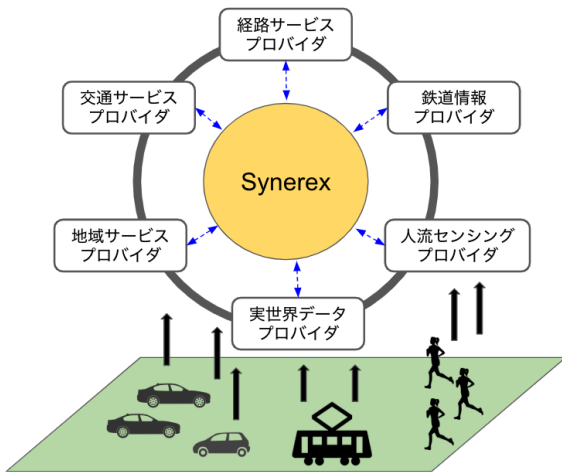 経路サービス
プロバイダ
交通サービス
プロバイダ
鉄道情報
プロバイダ
Synerex
地域サービス
プロバイダ
人流センシング
プロバイダ
実世界データ
プロバイダ